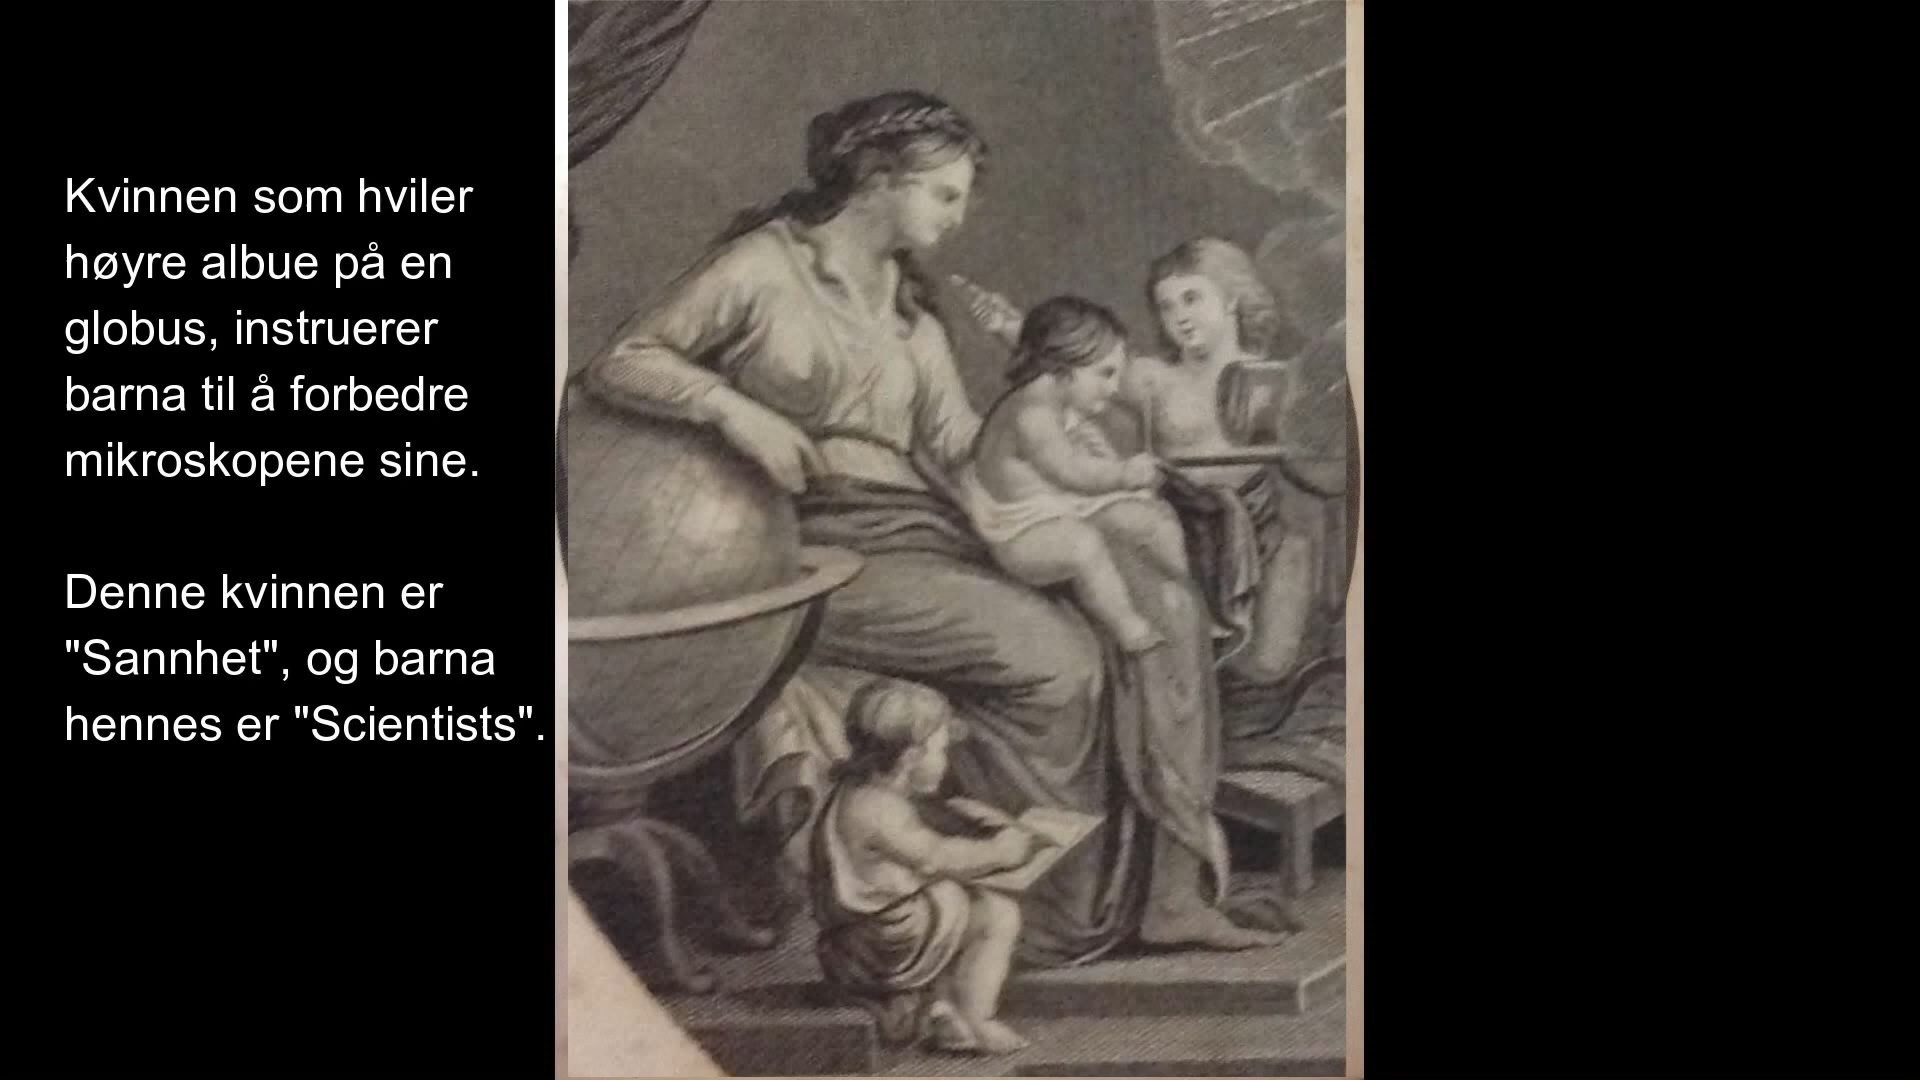 Kvinnen som hviler
høyre albue på en
globus, instruerer
barna til å forbedre
mikroskopene sine.
Denne kvinnen er
"Sannhet", og barna
hennes er "Scientists".